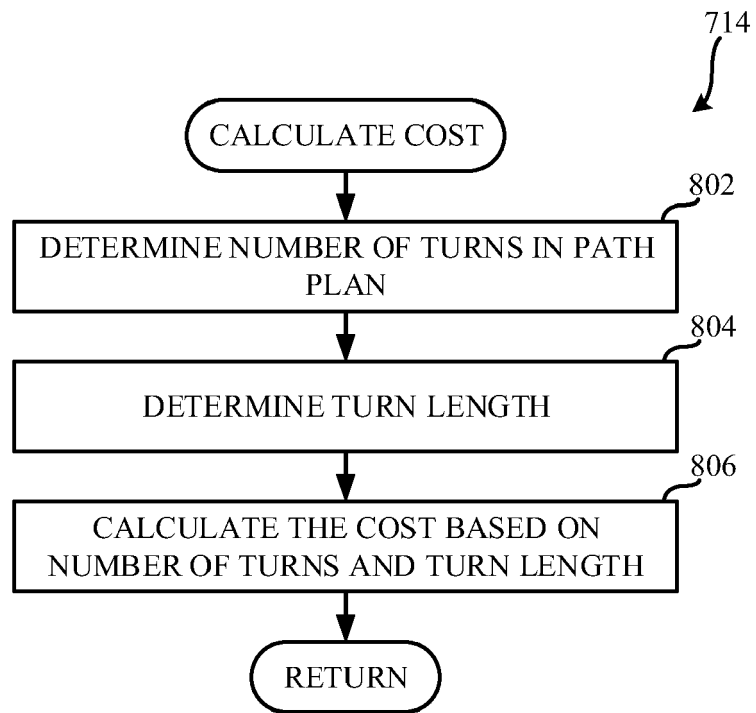 714
CALCULATE COST
802
DETERMINE NUMBER OF TURNS IN PATH
PLAN
804
DETERMINE TURN LENGTH
806
CALCULATE THE COST BASED ON
NUMBER OF TURNS AND TURN LENGTH
RETURN